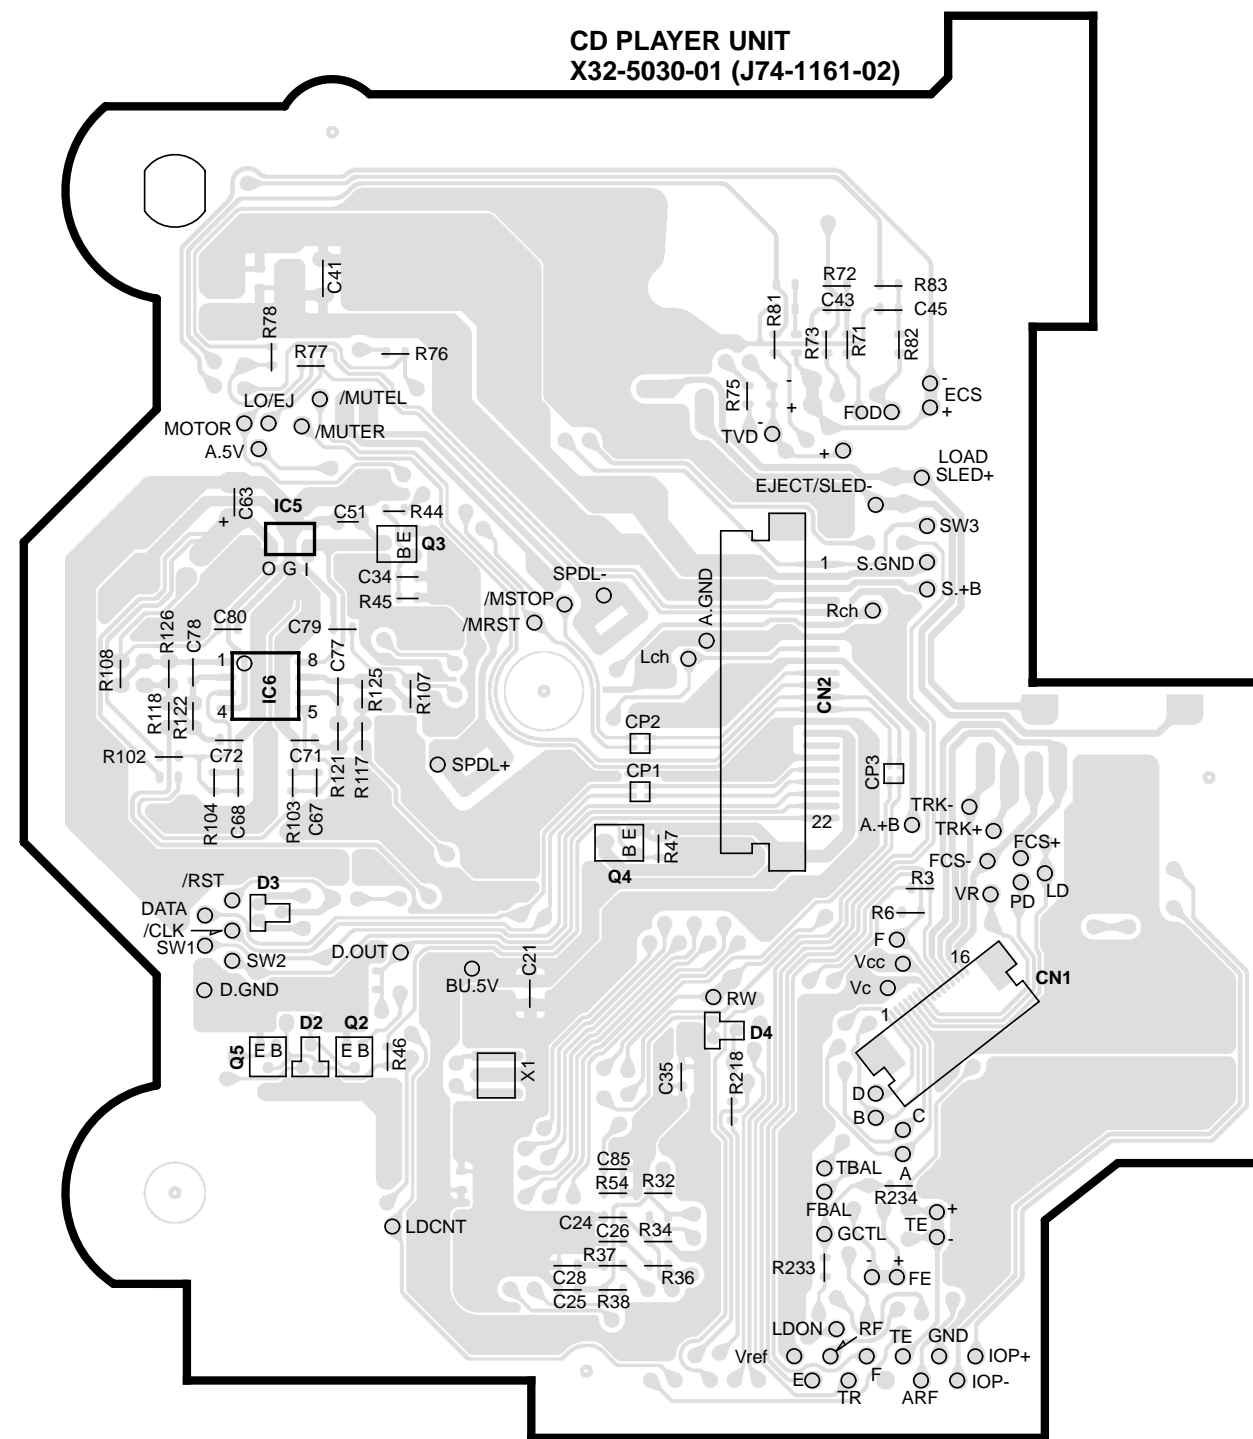 CD PLAYER UNIT
X32-5030-01 (J74-1161-02)
C41
R78
R77
R76
R72
C43
R83
C45
R81
R73
R71
R82
R75
-
+
-
ECS
+
FOD
TVD
-
+
LO/EJ
/MUTEL
MOTOR
/MUTER
A.5V
LOAD
SLED+
EJECT/SLED-
SW3
C63
+
IC5
O G I
C51
R44
B E
Q3
C34
R45
1
S.GND
S.+B
Rch
SPDL-
/MSTOP
/MRST
A.GND
Lch
CN2
22
R126
C78
C80
C79
C77
R108
1
8
IC6
4
5
R125
R107
R118
R122
R102
C72
C71
R121
R117
R104
C68
R103
C67
SPDL+
CP2
CP1
CP3
B E
Q4
R47
TRK-
A.+B
TRK+
FCS+
FCS-
R3
VR
PD
LD
R6
F
Vcc
Vc
16
1
CN1
/RST
D3
DATA
/CLK
SW1
SW2
D.GND
D.OUT
BU.5V
C21
RW
D4
Q5
E B
D2
Q2
E B
R46
X1
C35
R218
D
B
C
A
TBAL
R234
FBAL
TE
+
-
GCTL
R233
-
+
FE
C85
R54
R32
C24
C26
R34
R37
C28
R36
C25
R38
LDCNT
LDON
RF
TE
GND
Vref
IOP+
E
TR
F
ARF
IOP-